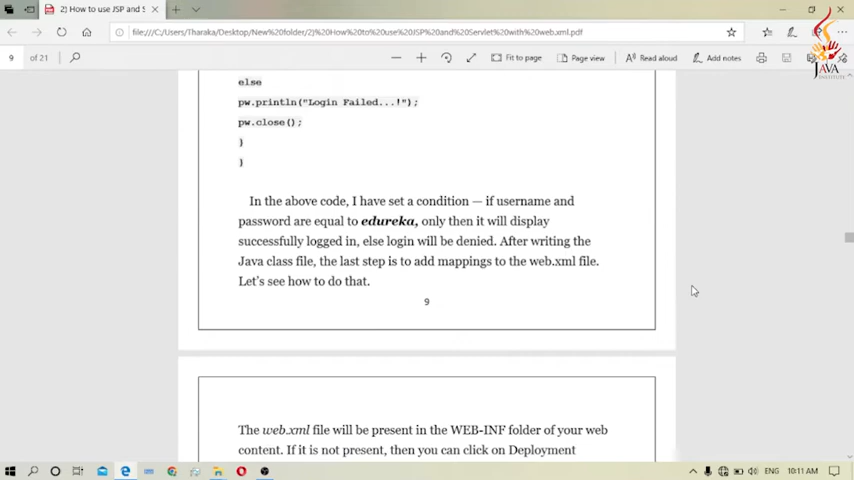 2) How to use JSP and S
file:///C:/Users/Tharaka/Desktop/New%20folder/2)%20How%20to%20use%20JSP%20and%20Servlet%20with%20web.xml.pdf
9 of 21
Fit to page
Page view
Read aloud
Add notes
JAVA
INSTITUTE
else
pw.println("Login Failed...!");
pw.close();
}
}
In the above code, I have set a condition — if username and
password are equal to edureka, only then it will display
successfully logged in, else login will be denied. After writing the
Java class file, the last step is to add mappings to the web.xml file.
Let's see how to do that.
9
The web.xml file will be present in the WEB-INF folder of your web
content. If it is not present, then you can click on Deployment
ENG
10:11 AM